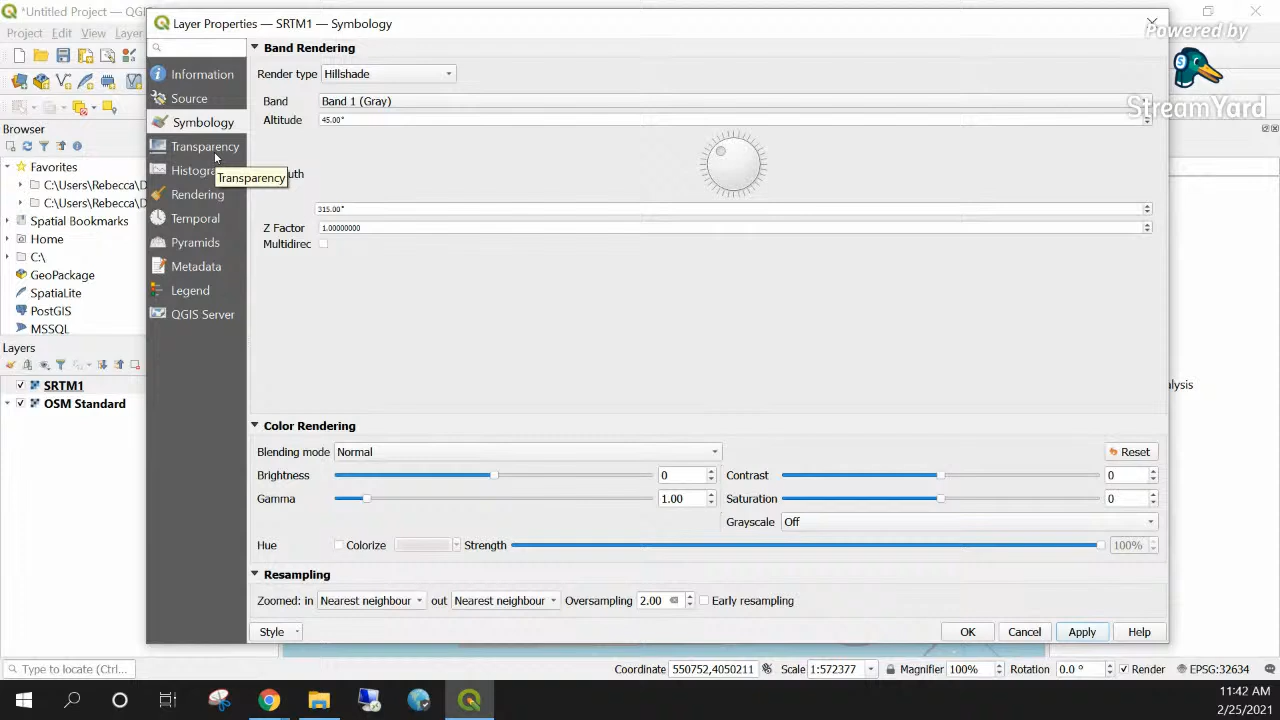 *Untitled Project — QGI
Layer Properties — SRTM1 — Symbology
Project Edit View Layer
Powered by
StreamYard
Browser
Favorites
C:\Users\Rebecca\D
C:\Users\Rebecca\D
Spatial Bookmarks
Home
C:\
GeoPackage
SpatiaLite
PostGIS
MSSQL
Layers
SRTM1
OSM Standard
Information
Source
Symbology
Transparency
Histogra
Transparency
Rendering
Temporal
Pyramids
Metadata
Legend
QGIS Server
Band Rendering
Render type Hillshade
Band Band 1 (Gray)
Altitude 45.00°
uth
315.00°
Z Factor 1.00000000
Multidirec
Color Rendering
Blending mode Normal Reset
Brightness 0 Contrast 0
Gamma 1.00 Saturation 0
Grayscale Off
Hue Colorize Strength 100%
Resampling
Zoomed: in Nearest neighbour out Nearest neighbour Oversampling 2.00 Early resampling
Style OK Cancel Apply Help
alysis
Type to locate (Ctrl... Coordinate 550752,4050211 Scale 1:572377 Magnifier 100% Rotation 0.0 ° Render EPSG:32634
11:42 AM
2/25/2021